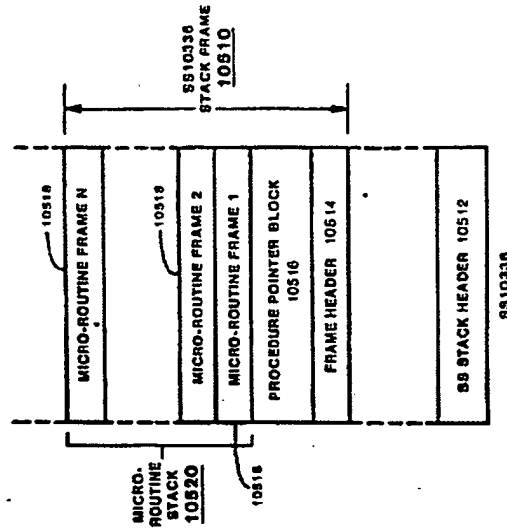 SS10336
STACK FRAME
10510
10518
10518
MICRO-ROUTINE FRAME N
MICRO-ROUTINE FRAME 2
MICRO-ROUTINE FRAME 1
PROCEDURE POINTER BLOCK
10516
FRAME HEADER 10514
SS STACK HEADER 10512
MICRO-
ROUTINE
STACK
10520
10518
SS10336